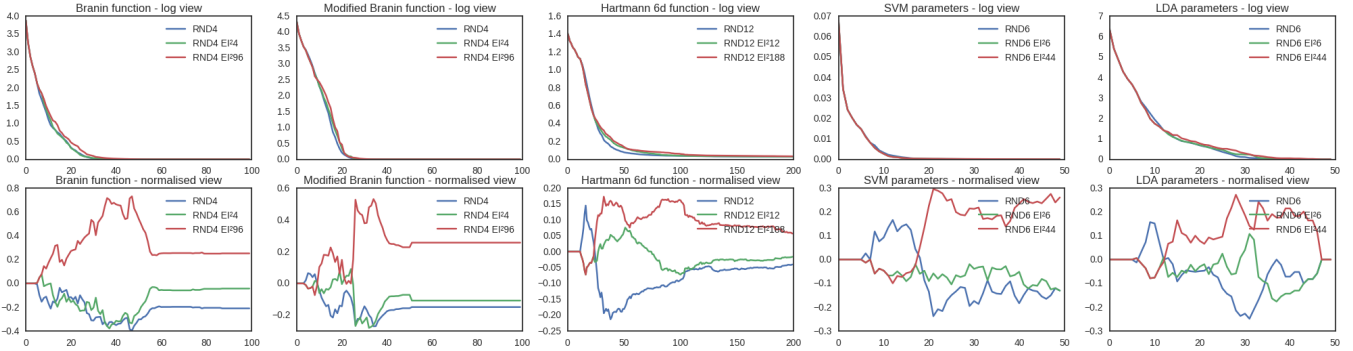 Branin function - log view
4.0
3.5
3.0
2.5
2.0
1.5
1.0
0.5
0.0
0 20 40 60 80 100
RND4
RND4 EI²4
RND4 EI²96
Modified Branin function - log view
4.5
4.0
3.5
3.0
2.5
2.0
1.5
1.0
0.5
0.0
0 20 40 60 80 100
RND4
RND4 EI²4
RND4 EI²96
Hartmann 6d function - log view
1.6
1.4
1.2
1.0
0.8
0.6
0.4
0.2
0.0
0 50 100 150 200
RND12
RND12 EI²12
RND12 EI²188
SVM parameters - log view
0.07
0.06
0.05
0.04
0.03
0.02
0.01
0.00
0 10 20 30 40 50
RND6
RND6 EI²6
RND6 EI²44
LDA parameters - log view
7
6
5
4
3
2
1
0
0 10 20 30 40 50
RND6
RND6 EI²6
RND6 EI²44
Branin function - normalised view
0.8
0.6
0.4
0.2
0.0
−0.2
−0.4
0 20 40 60 80 100
RND4
RND4 EI²4
RND4 EI²96
Modified Branin function - normalised view
0.6
0.4
0.2
0.0
−0.2
0 20 40 60 80 100
RND4
RND4 EI²4
RND4 EI²96
Hartmann 6d function - normalised view
0.20
0.15
0.10
0.05
0.00
−0.05
−0.10
−0.15
−0.20
−0.25
0 50 100 150 200
RND12
RND12 EI²12
RND12 EI²188
SVM parameters - normalised view
0.3
0.2
0.1
0.0
−0.1
−0.2
−0.3
0 10 20 30 40 50
RND6
RND6 EI²6
RND6 EI²44
LDA parameters - normalised view
0.3
0.2
0.1
0.0
−0.1
−0.2
−0.3
0 10 20 30 40 50
RND6
RND6 EI²6
RND6 EI²44